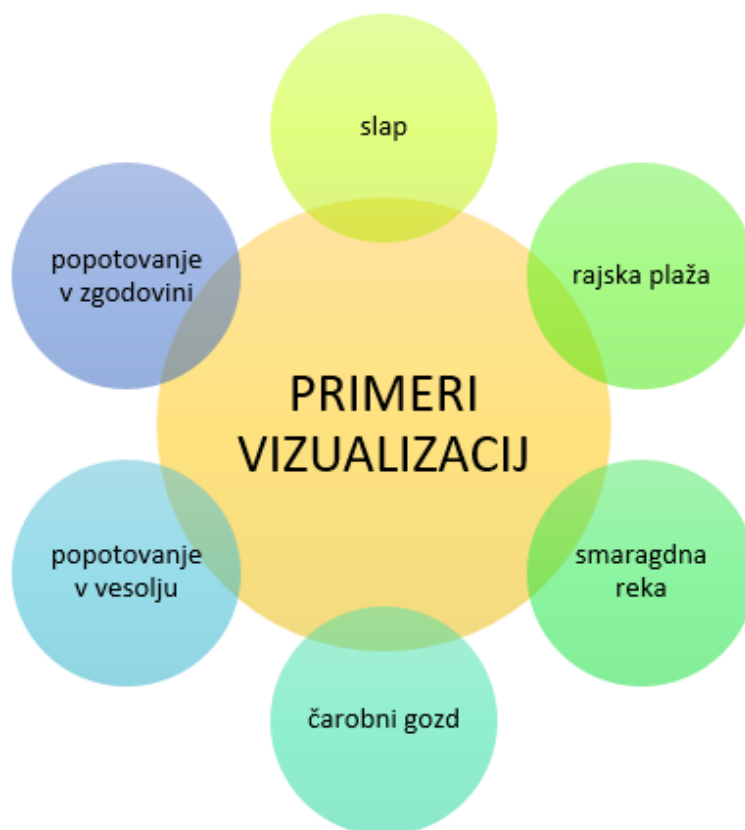 slap
rajska plaža
smaragdna
reka
čarobni gozd
popotovanje
v vesolju
popotovanje
v zgodovini
PRIMERI
VIZUALIZACIJ